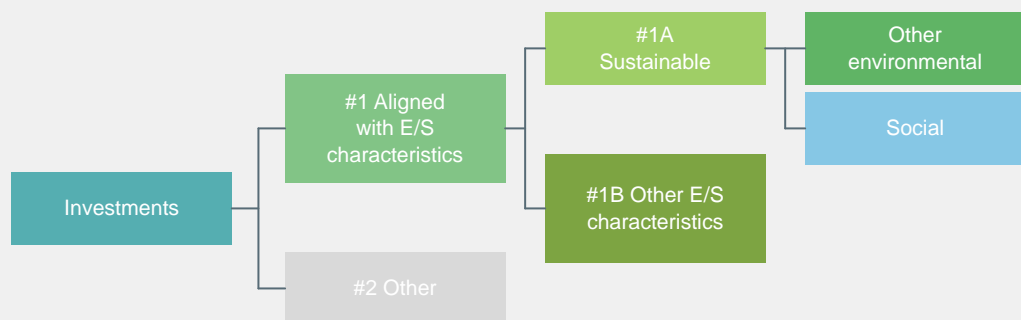 Investments
#1 Aligned
with E/S
characteristics
#2 Other
#1A
Sustainable
#1B Other E/S
characteristics
Other
environmental
Social